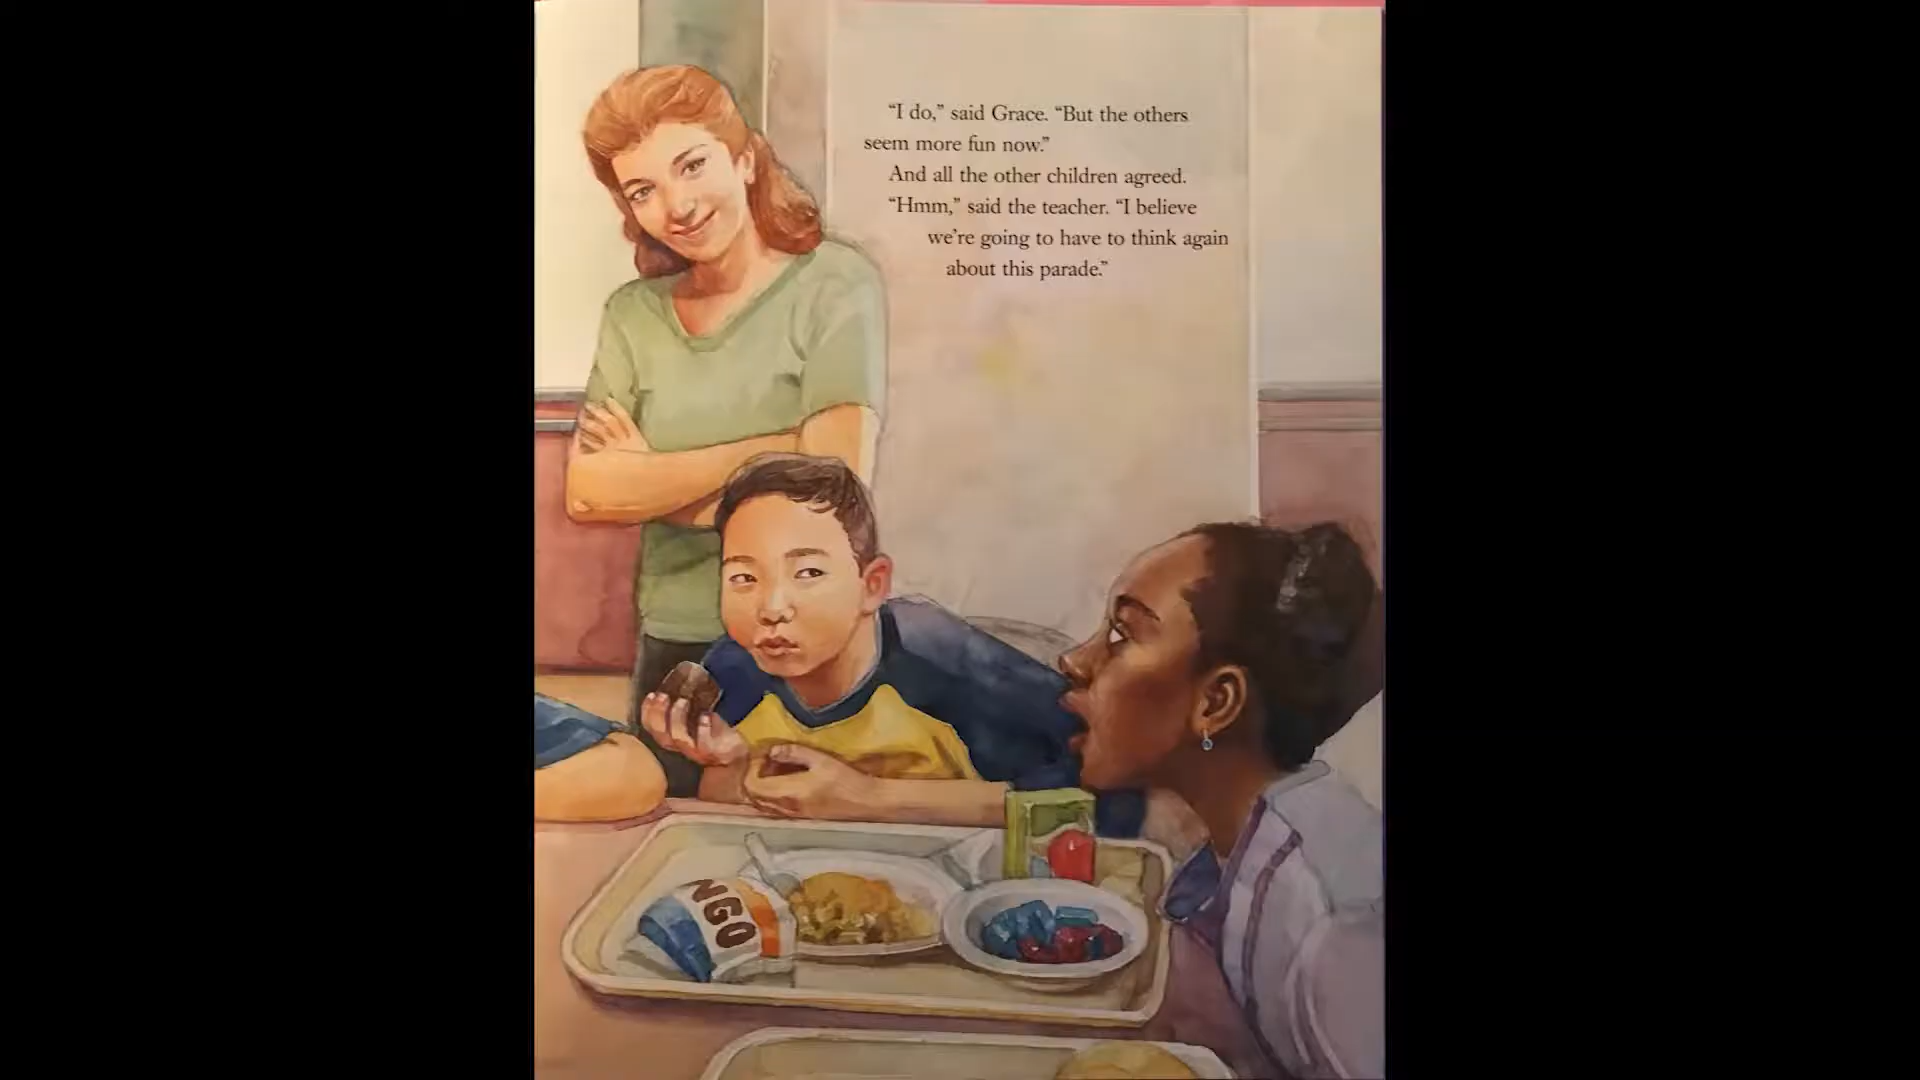 “I do,” said Grace. “But the others
seem more fun now.”
And all the other children agreed.
“Hmm,” said the teacher. “I believe
we’re going to have to think again
about this parade.”
NGO